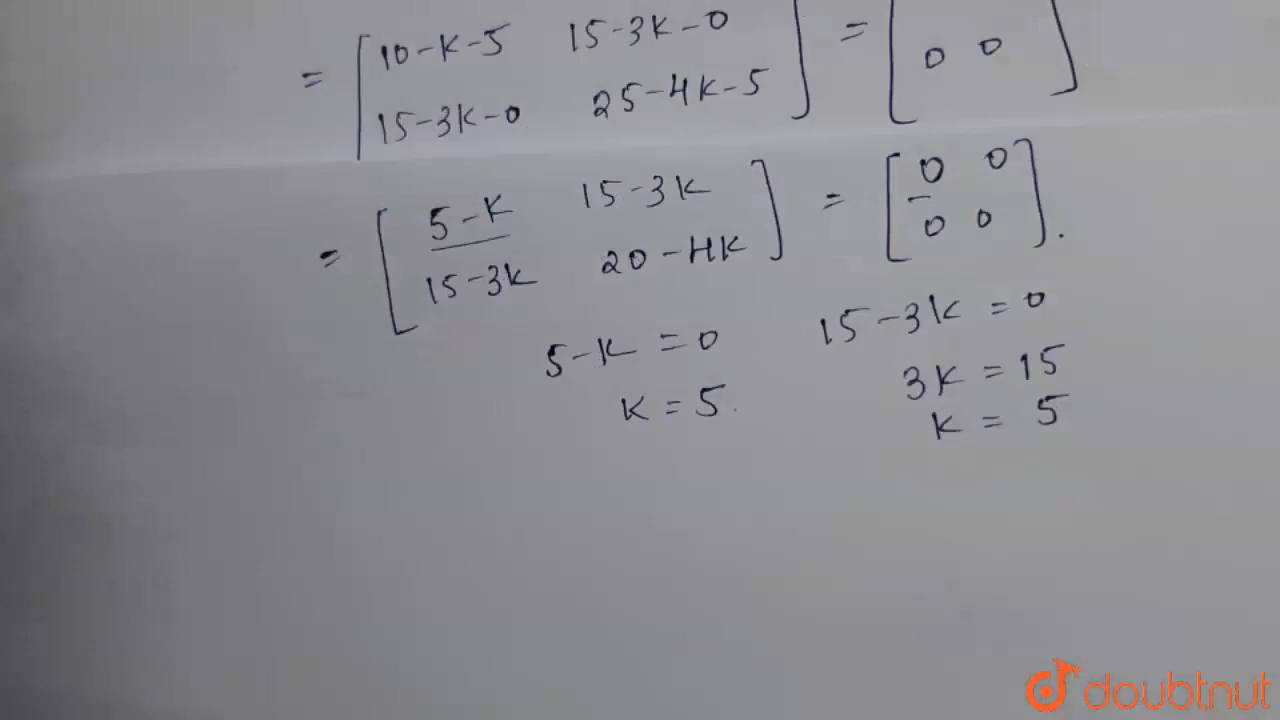 = [ 10-K-5 15-3K-0 ] = [
15-3K-0 25-4K-5 0 0 ]
= [ 5-K 15-3K ] = [ 0 0 ]
15-3K 20-4K 0 0 .
5-K = 0 15-3K = 0
K = 5. 3K = 15
K = 5
doubtnut